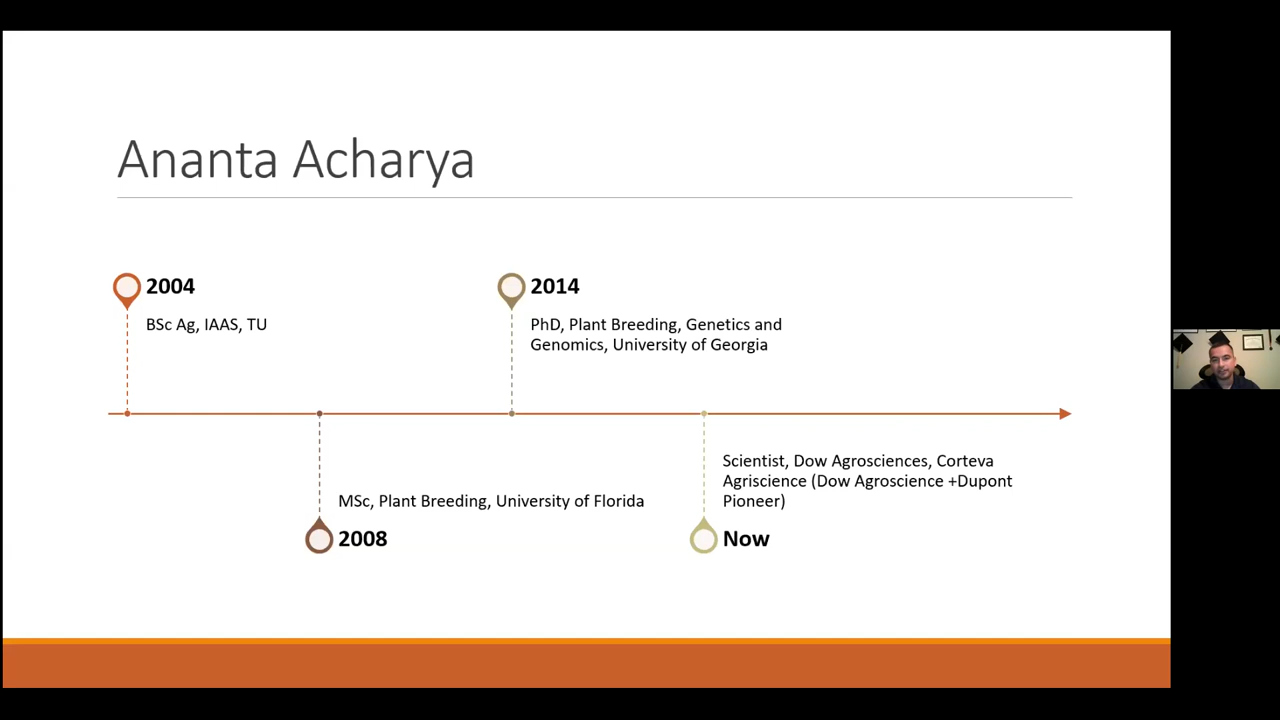 Ananta Acharya
2004
BSc Ag, IAAS, TU
2014
PhD, Plant Breeding, Genetics and
Genomics, University of Georgia
MSc, Plant Breeding, University of Florida
2008
Scientist, Dow Agrosciences, Corteva
Agriscience (Dow Agroscience +Dupont
Pioneer)
Now